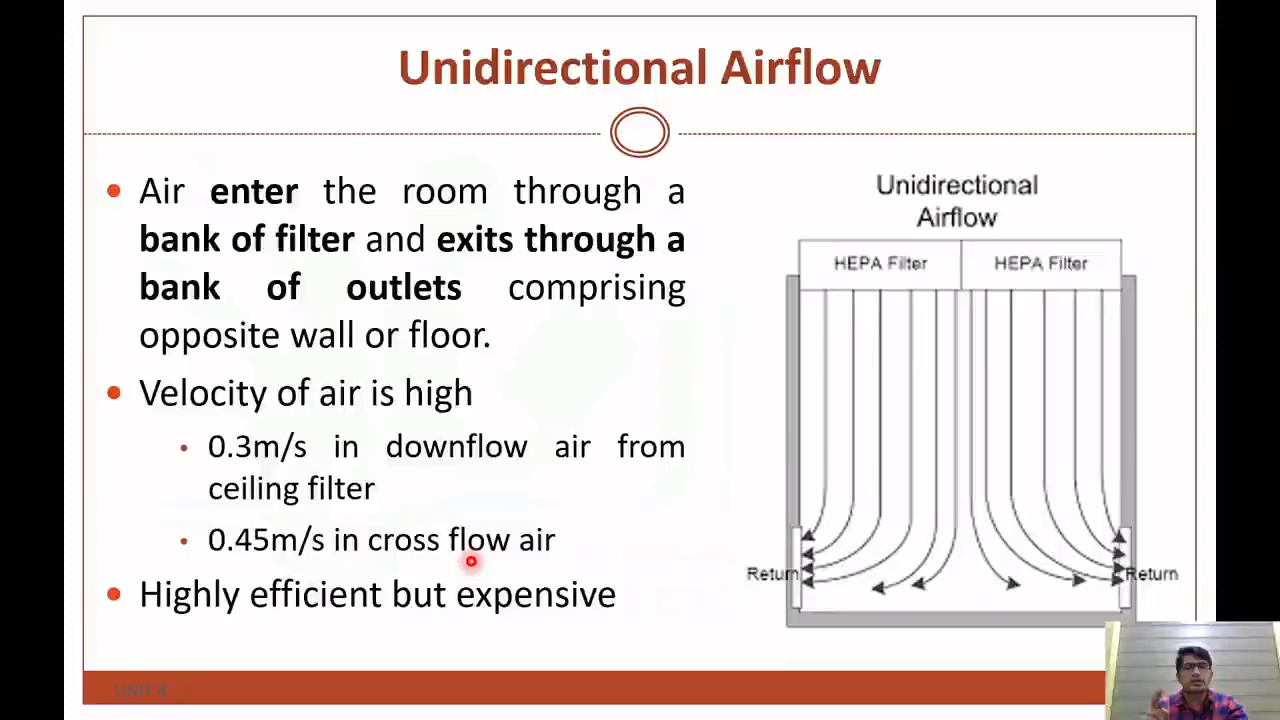 Unidirectional Airflow
• Air enter the room through a
bank of filter and exits through a
bank of outlets comprising
opposite wall or floor.
• Velocity of air is high
• 0.3m/s in downflow air from
ceiling filter
• 0.45m/s in cross flow air
• Highly efficient but expensive
Unidirectional
Airflow
HEPA Filter
HEPA Filter
Return
Return
UNIT 4